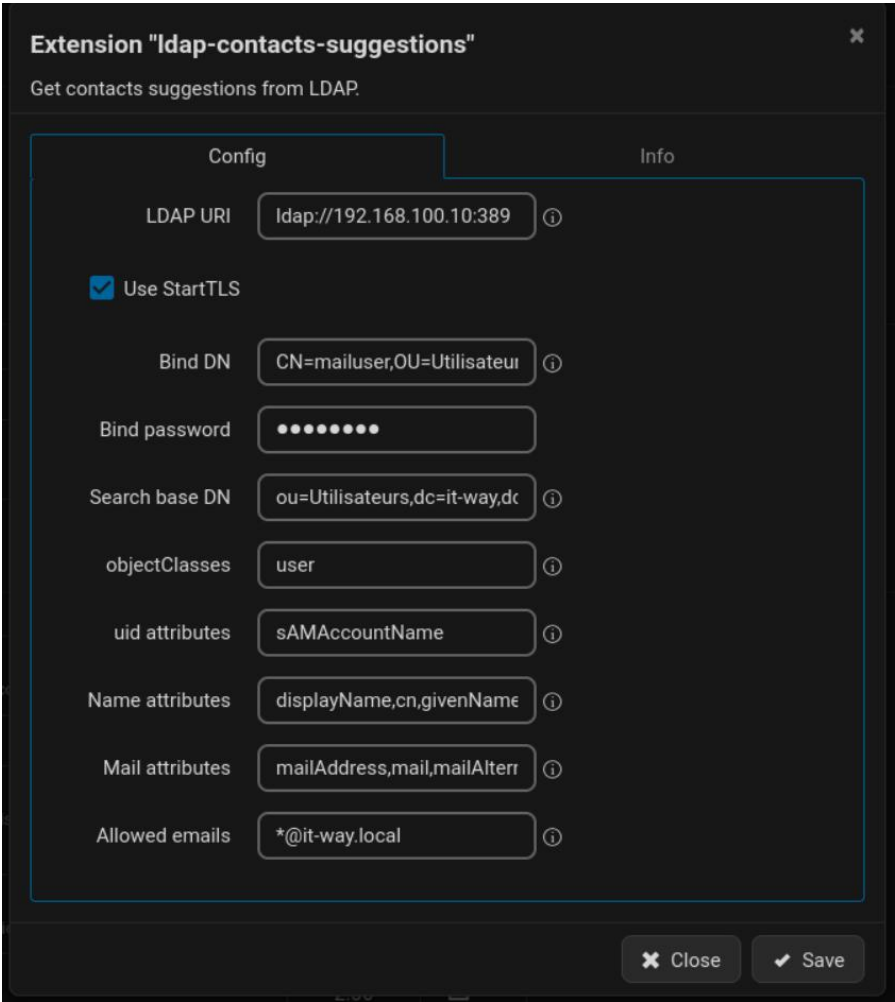 Extension "ldap-contacts-suggestions"
Get contacts suggestions from LDAP.
Config Info
LDAP URI ldap://192.168.100.10:389
Use StartTLS
Bind DN CN=mailuser,OU=Utilisateur
Bind password ●●●●●●●●
Search base DN ou=Utilisateurs,dc=it-way,dc
objectClasses user
uid attributes sAMAccountName
Name attributes displayName,cn,givenName
Mail attributes mailAddress,mail,mailAltern
Allowed emails *@it-way.local
Close Save